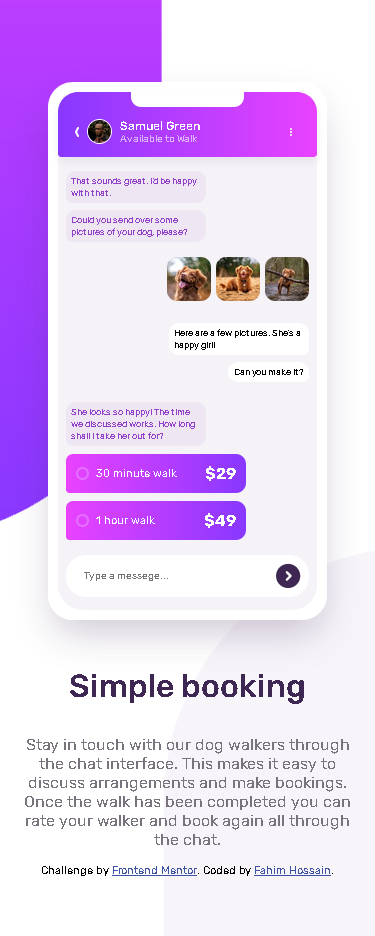 Samuel Green
Available to Walk
That sounds great. I'd be happy
with that.
Could you send over some
pictures of your dog, please?
Here are a few pictures. She's a
happy girl!
Can you make it?
She looks so happy! The time
we discussed works. How long
shall I take her out for?
30 minute walk $29
1 hour walk $49
Type a messege...
Simple booking
Stay in touch with our dog walkers through
the chat interface. This makes it easy to
discuss arrangements and make bookings.
Once the walk has been completed you can
rate your walker and book again all through
the chat.
Challenge by Frontend Mentor. Coded by Fahim Hossain.